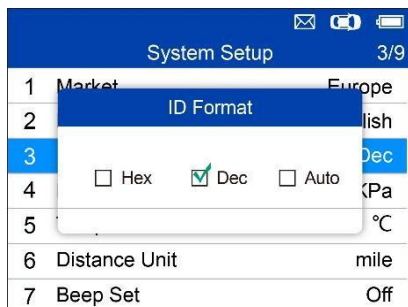 System Setup 3/9
1 Market Europe
ID Format
2 lish
3 Dec
Hex Dec Auto
4 KPa
5 °C
6 Distance Unit mile
7 Beep Set Off